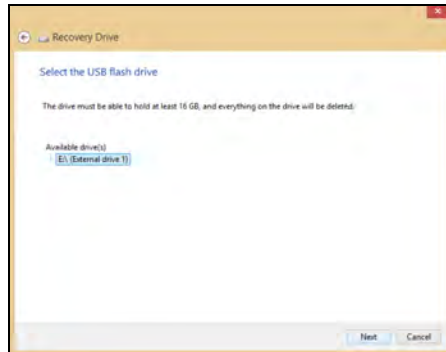 Recovery Drive
Select the USB flash drive
The drive must be able to hold at least 16 GB, and everything on the drive will be deleted.
Available drive(s)
E:\ (External drive 1)
Next Cancel